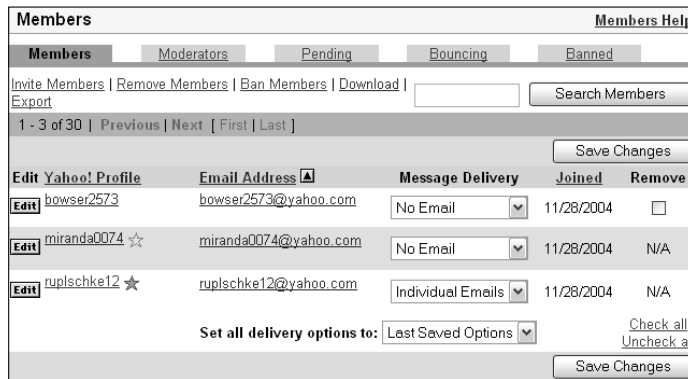 Members Members Help
Members Moderators Pending Bouncing Banned
Invite Members | Remove Members | Ban Members | Download |
Export Search Members
1 - 3 of 30 | Previous | Next [ First | Last ]
Save Changes
Edit Yahoo! Profile Email Address Message Delivery Joined Remove
Edit bowser2573 bowser2573@yahoo.com No Email 11/28/2004
Edit miranda0074 miranda0074@yahoo.com No Email 11/28/2004 N/A
Edit ruplschke12 ruplschke12@yahoo.com Individual Emails 11/28/2004 N/A
Set all delivery options to: Last Saved Options Check all
Uncheck a
Save Changes